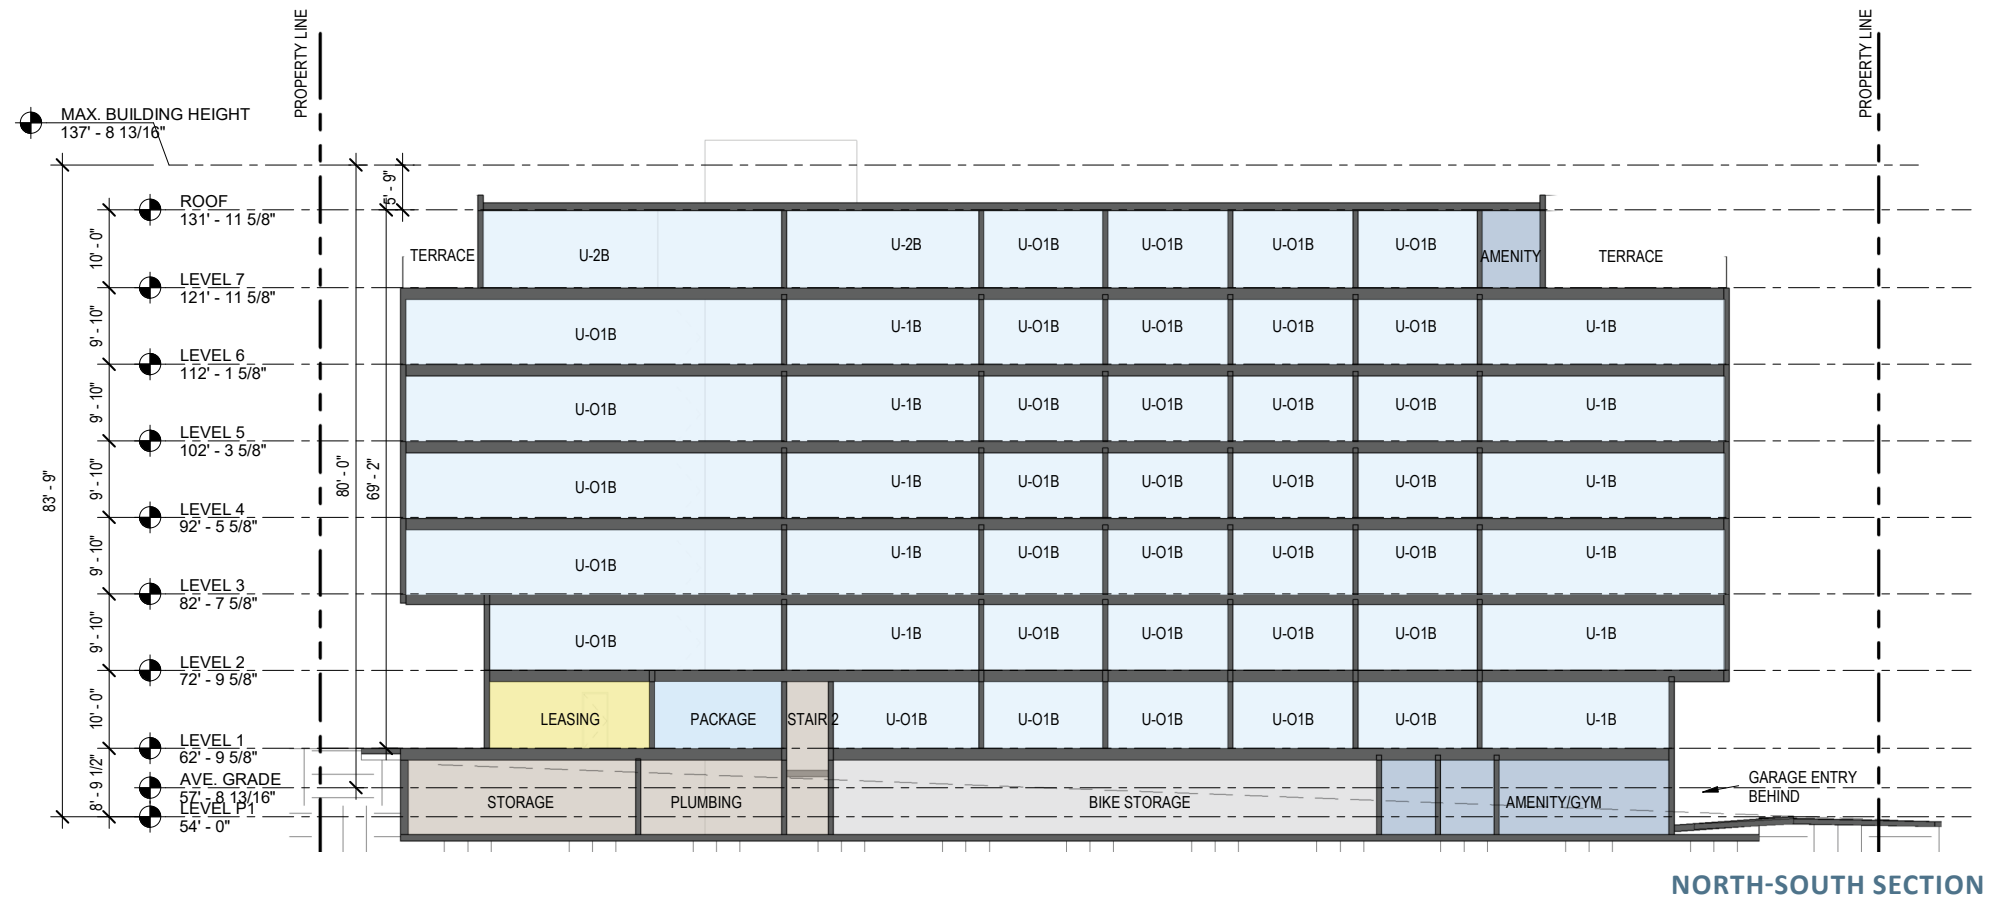 PROPERTY LINE
PROPERTY LINE
MAX. BUILDING HEIGHT
137' - 8 13/16"
5' - 9"
ROOF
131' - 11 5/8"
10' - 0"
TERRACE
U-2B
U-2B
U-O1B
U-O1B
U-O1B
U-O1B
AMENITY
TERRACE
LEVEL 7
121' - 11 5/8"
9' - 10"
U-O1B
U-1B
U-O1B
U-O1B
U-O1B
U-O1B
U-1B
LEVEL 6
112' - 1 5/8"
9' - 10"
U-O1B
U-1B
U-O1B
U-O1B
U-O1B
U-O1B
U-1B
LEVEL 5
102' - 3 5/8"
83' - 9"
80' - 0"
69' - 2"
9' - 10"
U-O1B
U-1B
U-O1B
U-O1B
U-O1B
U-O1B
U-1B
LEVEL 4
92' - 5 5/8"
9' - 10"
U-O1B
U-1B
U-O1B
U-O1B
U-O1B
U-O1B
U-1B
LEVEL 3
82' - 7 5/8"
9' - 10"
U-O1B
U-1B
U-O1B
U-O1B
U-O1B
U-O1B
U-1B
LEVEL 2
72' - 9 5/8"
10' - 0"
LEASING
PACKAGE
STAIR 2
U-O1B
U-O1B
U-O1B
U-O1B
U-O1B
U-1B
LEVEL 1
62' - 9 5/8"
8' - 9 1/2"
AVE. GRADE
57' - 8 13/16"
LEVEL P1
54' - 0"
STORAGE
PLUMBING
BIKE STORAGE
AMENITY/GYM
GARAGE ENTRY
BEHIND
NORTH-SOUTH SECTION